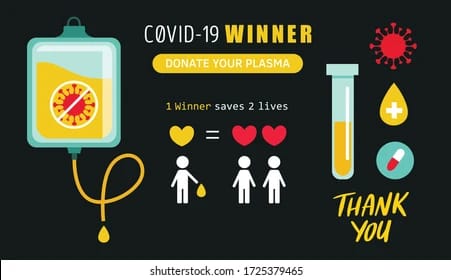 COVID-19 WINNER
DONATE YOUR PLASMA
1 Winner saves 2 lives
=
THANK
YOU
shutterstock.com · 1725379465